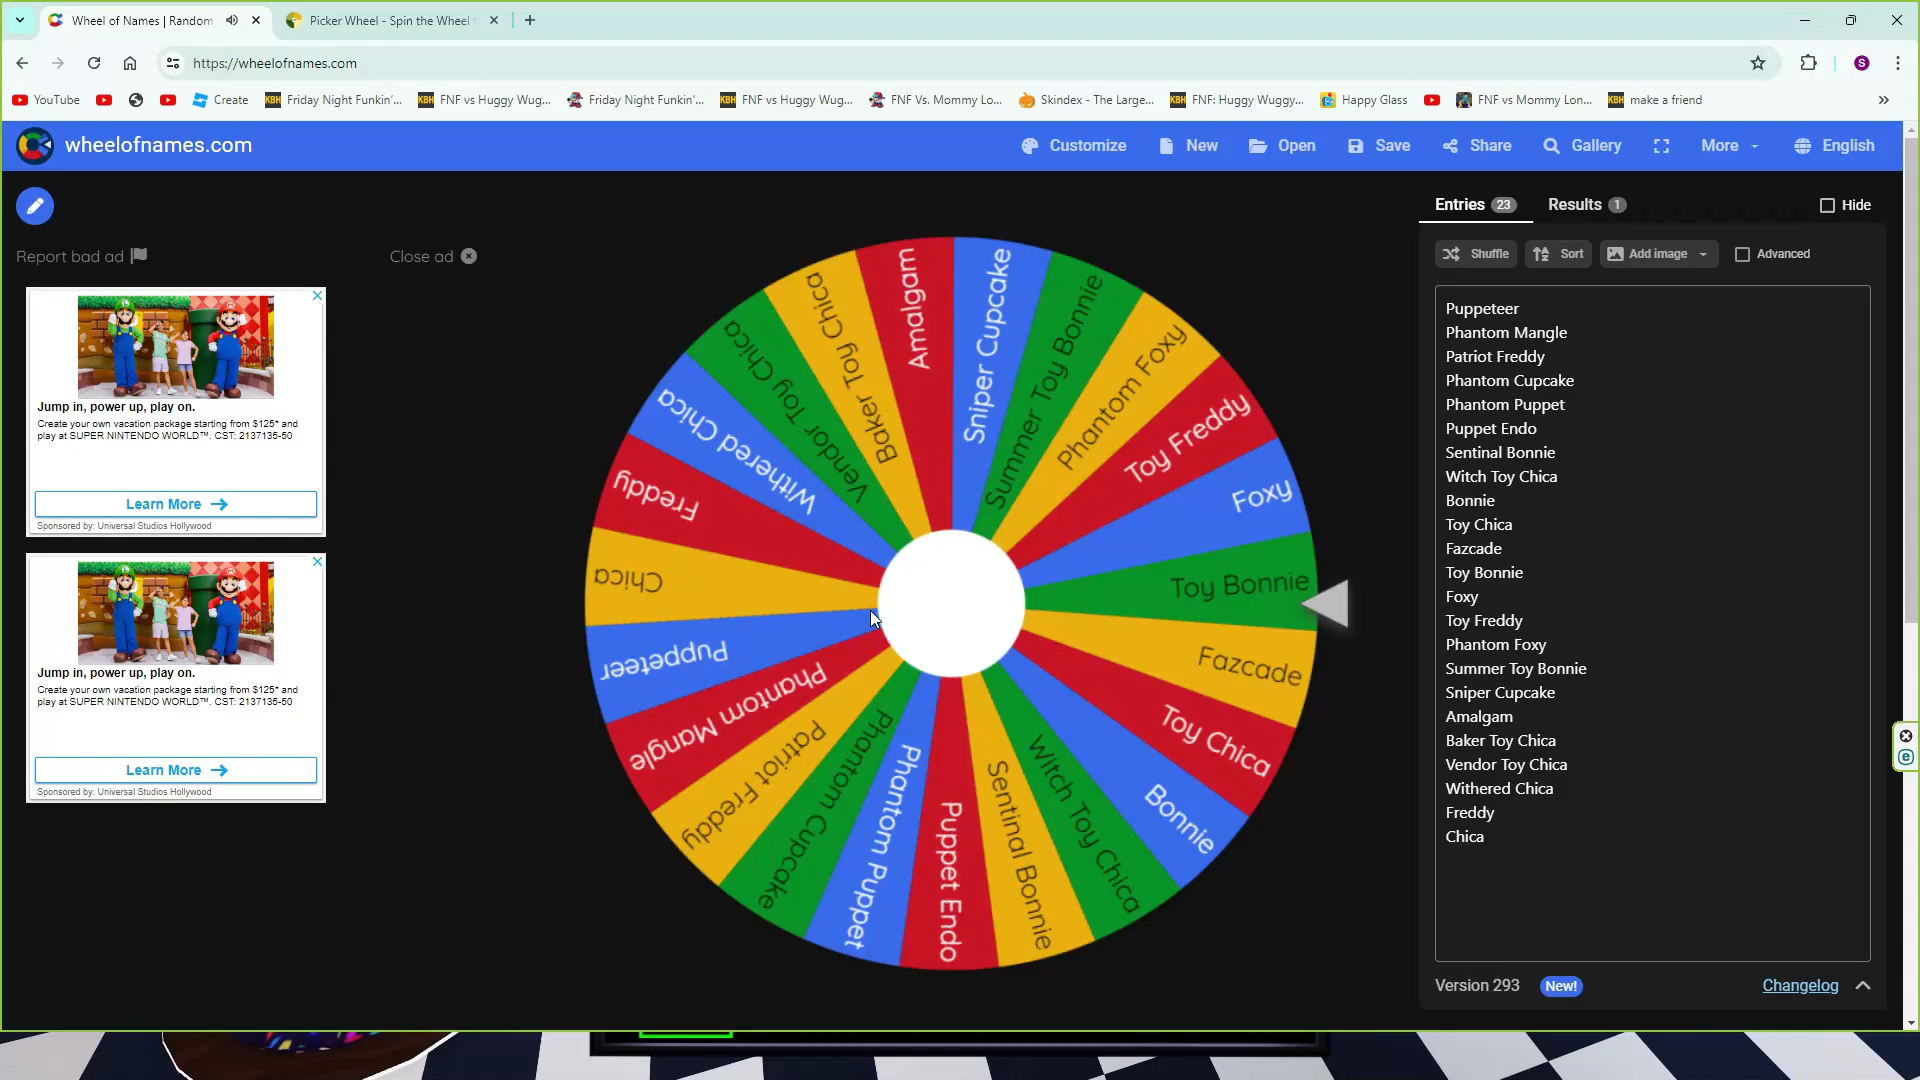 Wheel of Names | Random
Picker Wheel - Spin the Wheel
https://wheelofnames.com
S
YouTube
Create
KBH Friday Night Funkin'...
KBH FNF vs Huggy Wug...
Friday Night Funkin'...
KBH FNF vs Huggy Wug...
FNF Vs. Mommy Lo...
Skindex - The Large...
KBH FNF: Huggy Wuggy...
Happy Glass
FNF vs Mommy Lon...
KBH make a friend
wheelofnames.com
Customize
New
Open
Save
Share
Gallery
More
English
Report bad ad
Close ad
Jump in, power up, play on.
Create your own vacation package starting from $125* and
play at SUPER NINTENDO WORLD™. CST: 2137135-50
Learn More
Sponsored by: Universal Studios Hollywood
Jump in, power up, play on.
Create your own vacation package starting from $125* and
play at SUPER NINTENDO WORLD™. CST: 2137135-50
Learn More
Sponsored by: Universal Studios Hollywood
Amalgam
Sniper Cupcake
Summer Toy Bonnie
Phantom Foxy
Toy Freddy
Foxy
Toy Bonnie
Fazcade
Toy Chica
Bonnie
Witch Toy Chica
Sentinal Bonnie
Puppet Endo
Phantom Puppet
Phantom Cupcake
Patriot Freddy
Phantom Mangle
Puppeteer
Chica
Freddy
Withered Chica
Vendor Toy Chica
Baker Toy Chica
Entries 23
Results 1
Hide
Shuffle
Sort
Add image
Advanced
Puppeteer
Phantom Mangle
Patriot Freddy
Phantom Cupcake
Phantom Puppet
Puppet Endo
Sentinal Bonnie
Witch Toy Chica
Bonnie
Toy Chica
Fazcade
Toy Bonnie
Foxy
Toy Freddy
Phantom Foxy
Summer Toy Bonnie
Sniper Cupcake
Amalgam
Baker Toy Chica
Vendor Toy Chica
Withered Chica
Freddy
Chica
Version 293
New!
Changelog